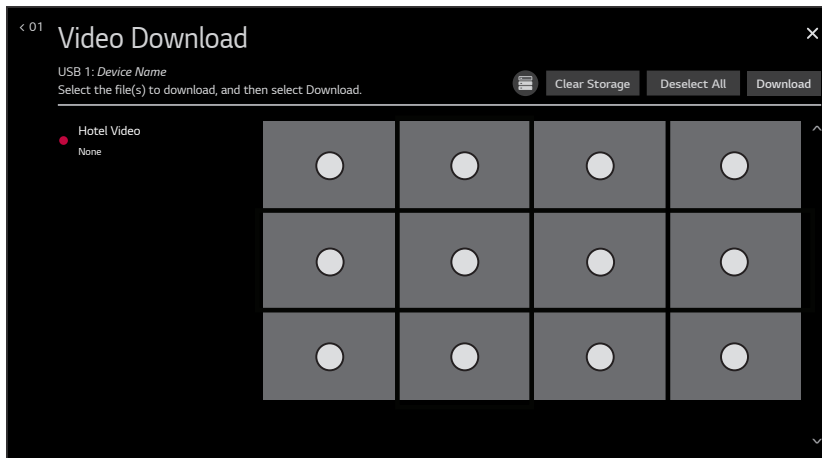 < 01
Video Download
USB 1: Device Name
Select the file(s) to download, and then select Download.
Clear Storage
Deselect All
Download
Hotel Video
None